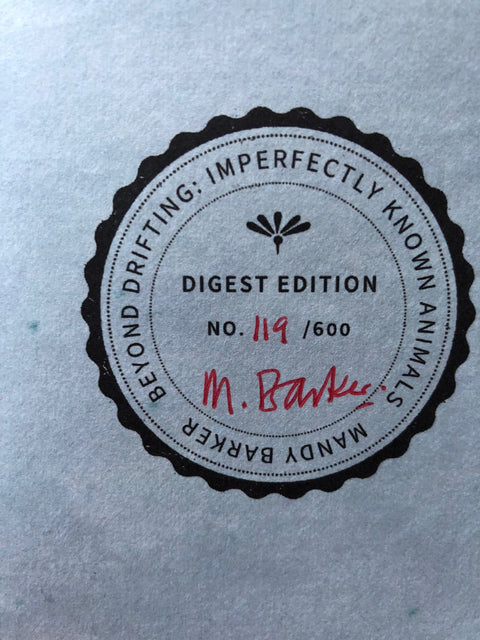 BEYOND DRIFTING: IMPERFECTLY KNOWN ANIMALS
MANDY BARKER
DIGEST EDITION
NO. 119 /600
M. Barker.